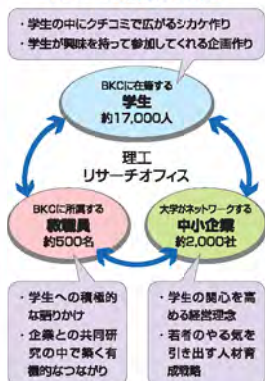 ・学生の中にクチコミで広がるシカケ作り
・学生が興味を持って参加してくれる企画作り
BKCに在籍する
学生
約17,000人
理工
リサーチオフィス
BKCに所属する
教職員
約500名
大学がネットワークする
中小企業
約2,000社
・学生への積極的
な語りかけ
・企業との共同研
究の中で築く有
機的なつながり
・学生の関心を高
める経営理念
・若者のやる気を
引き出す人材育
成戦略